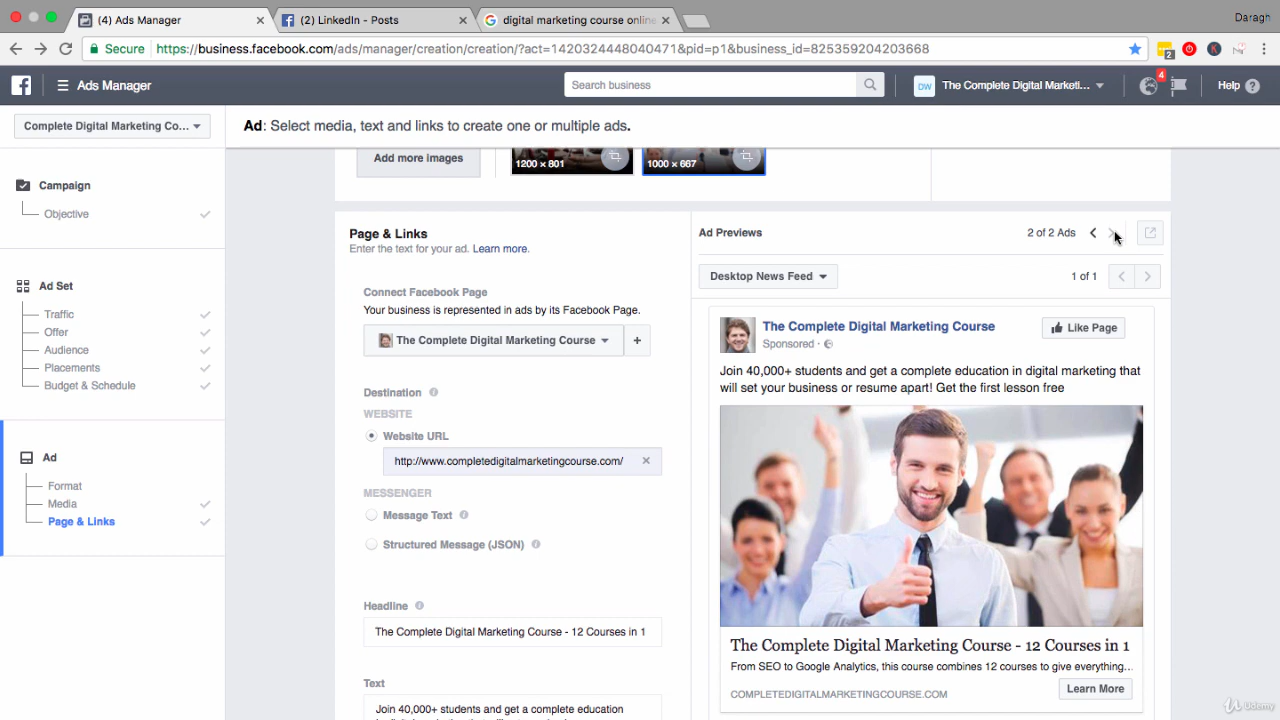 (4) Ads Manager
(2) LinkedIn - Posts
digital marketing course online
Daragh
Secure
https://business.facebook.com/ads/manager/creation/creation/?act=1420324448040471&pid=p1&business_id=825359204203668
2
Ads Manager
Search business
DW
The Complete Digital Marketi...
4
Help
Complete Digital Marketing Co...
Ad: Select media, text and links to create one or multiple ads.
Campaign
Objective
Ad Set
Traffic
Offer
Audience
Placements
Budget & Schedule
Ad
Format
Media
Page & Links
Add more images
1200 × 801
1000 × 667
Page & Links
Enter the text for your ad. Learn more.
Connect Facebook Page
Your business is represented in ads by its Facebook Page.
The Complete Digital Marketing Course
+
Destination
WEBSITE
Website URL
http://www.completedigitalmarketingcourse.com/
MESSENGER
Message Text
Structured Message (JSON)
Headline
The Complete Digital Marketing Course - 12 Courses in 1
Text
Join 40,000+ students and get a complete education
Ad Previews
2 of 2 Ads
Desktop News Feed
1 of 1
The Complete Digital Marketing Course
Sponsored ·
Like Page
Join 40,000+ students and get a complete education in digital marketing that
will set your business or resume apart! Get the first lesson free
The Complete Digital Marketing Course - 12 Courses in 1
From SEO to Google Analytics, this course combines 12 courses to give everything...
COMPLETEDIGITALMARKETINGCOURSE.COM
Learn More
Udemy